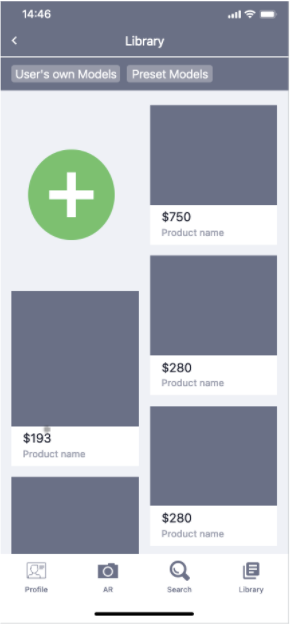 14:46
Library
User's own Models
Preset Models
$750
Product name
$280
Product name
$193
Product name
$280
Product name
Profile
AR
Search
Library